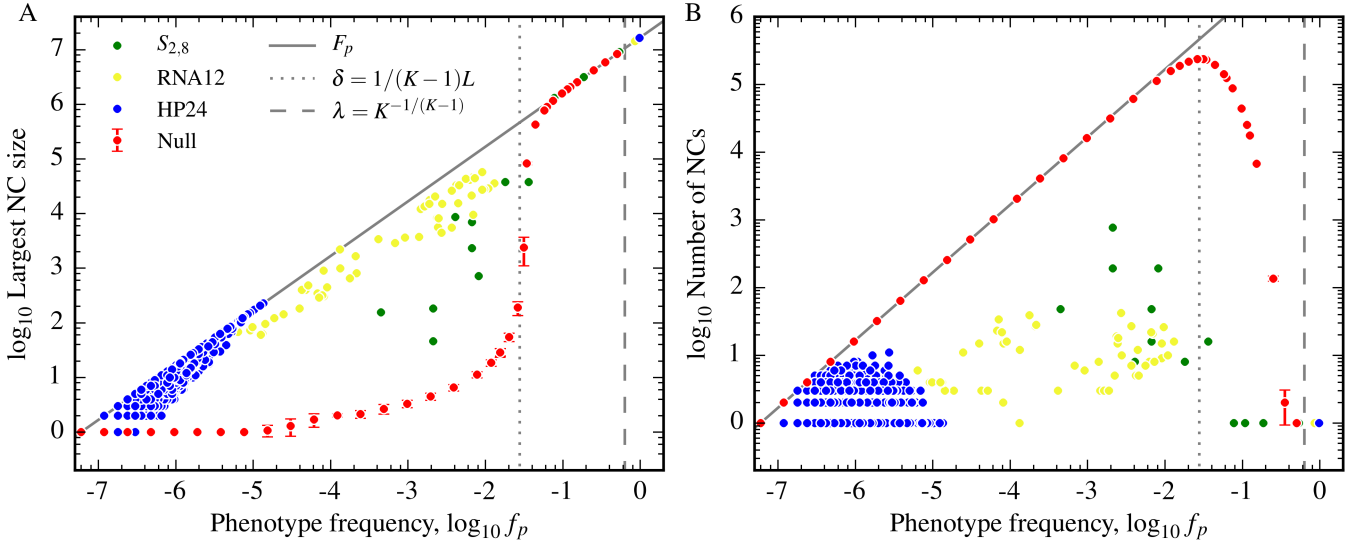 A
log₁₀ Largest NC size
7
6
5
4
3
2
1
0
S₂,₈
RNA12
HP24
Null
Fₚ
δ = 1/(K−1)L
λ = K^{−1/(K−1)}
-7 -6 -5 -4 -3 -2 -1 0
Phenotype frequency, log₁₀ fₚ
B
log₁₀ Number of NCs
6
5
4
3
2
1
0
-7 -6 -5 -4 -3 -2 -1 0
Phenotype frequency, log₁₀ fₚ